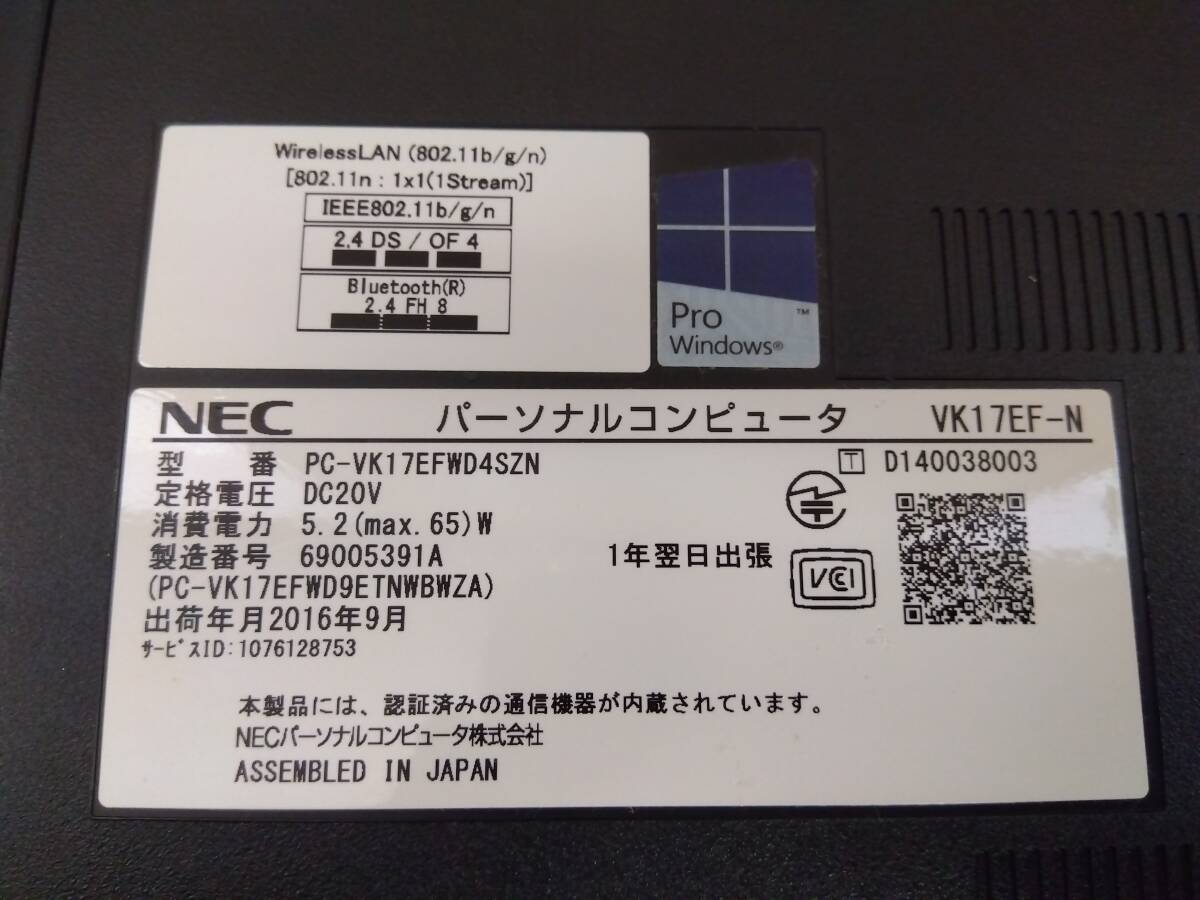 WirelessLAN (802.11b/g/n)
[802.11n : 1x1(1Stream)]
IEEE802.11b/g/n
2.4 DS / OF 4
Bluetooth(R)
2.4 FH 8
Pro ™
Windows®
NEC パーソナルコンピュータ VK17EF-N
型 番 PC-VK17EFWD4SZN T D140038003
定格電圧 DC20V
消費電力 5.2(max.65)W
製造番号 69005391A 1年翌日出張 VCI
(PC-VK17EFWD9ETNWBWZA)
出荷年月2016年9月
ｻｰﾋﾞｽID:1076128753
本製品には、認証済みの通信機器が内蔵されています。
NECパーソナルコンピュータ株式会社
ASSEMBLED IN JAPAN